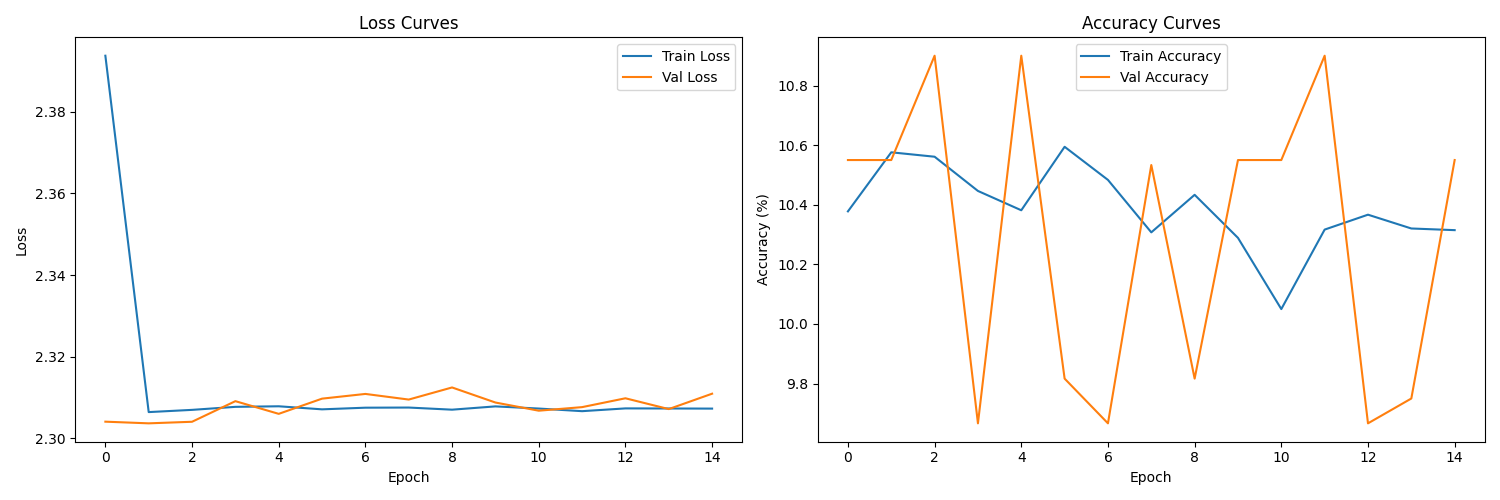 Loss Curves
Train Loss
Val Loss
2.38
2.36
2.34
2.32
2.30
Loss
0 2 4 6 8 10 12 14
Epoch
Accuracy Curves
Train Accuracy
Val Accuracy
10.8
10.6
10.4
10.2
10.0
9.8
Accuracy (%)
0 2 4 6 8 10 12 14
Epoch